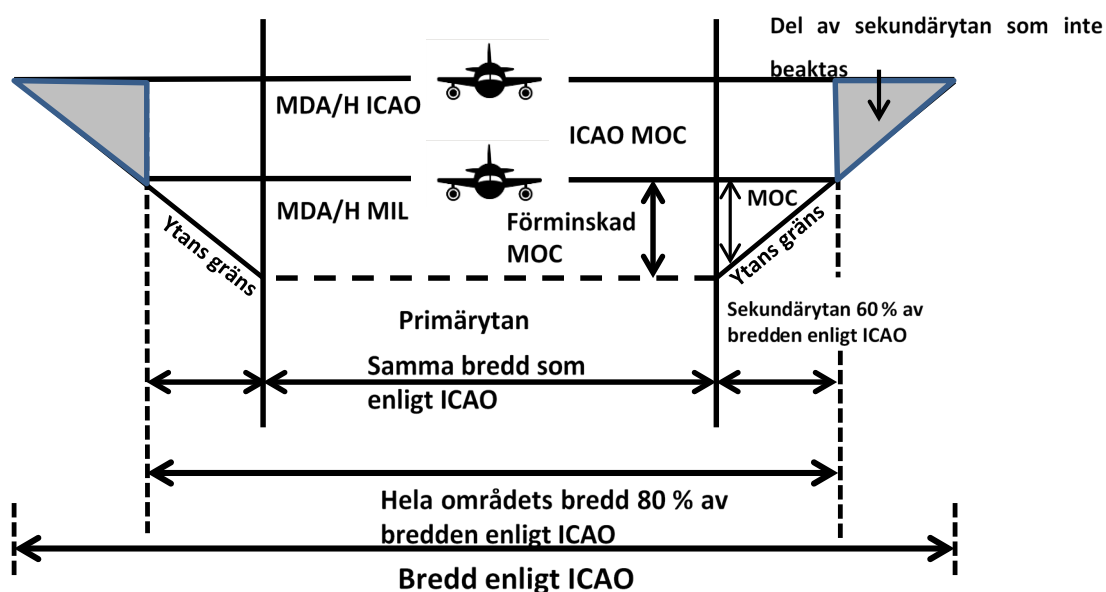 Del av sekundärytan som inte
beaktas
MDA/H ICAO
ICAO MOC
MDA/H MIL
Förminskad
MOC
MOC
Ytans gräns
Ytans gräns
Sekundärytan 60 % av
bredden enligt ICAO
Primärytan
Samma bredd som
enligt ICAO
Hela områdets bredd 80 % av
bredden enligt ICAO
Bredd enligt ICAO